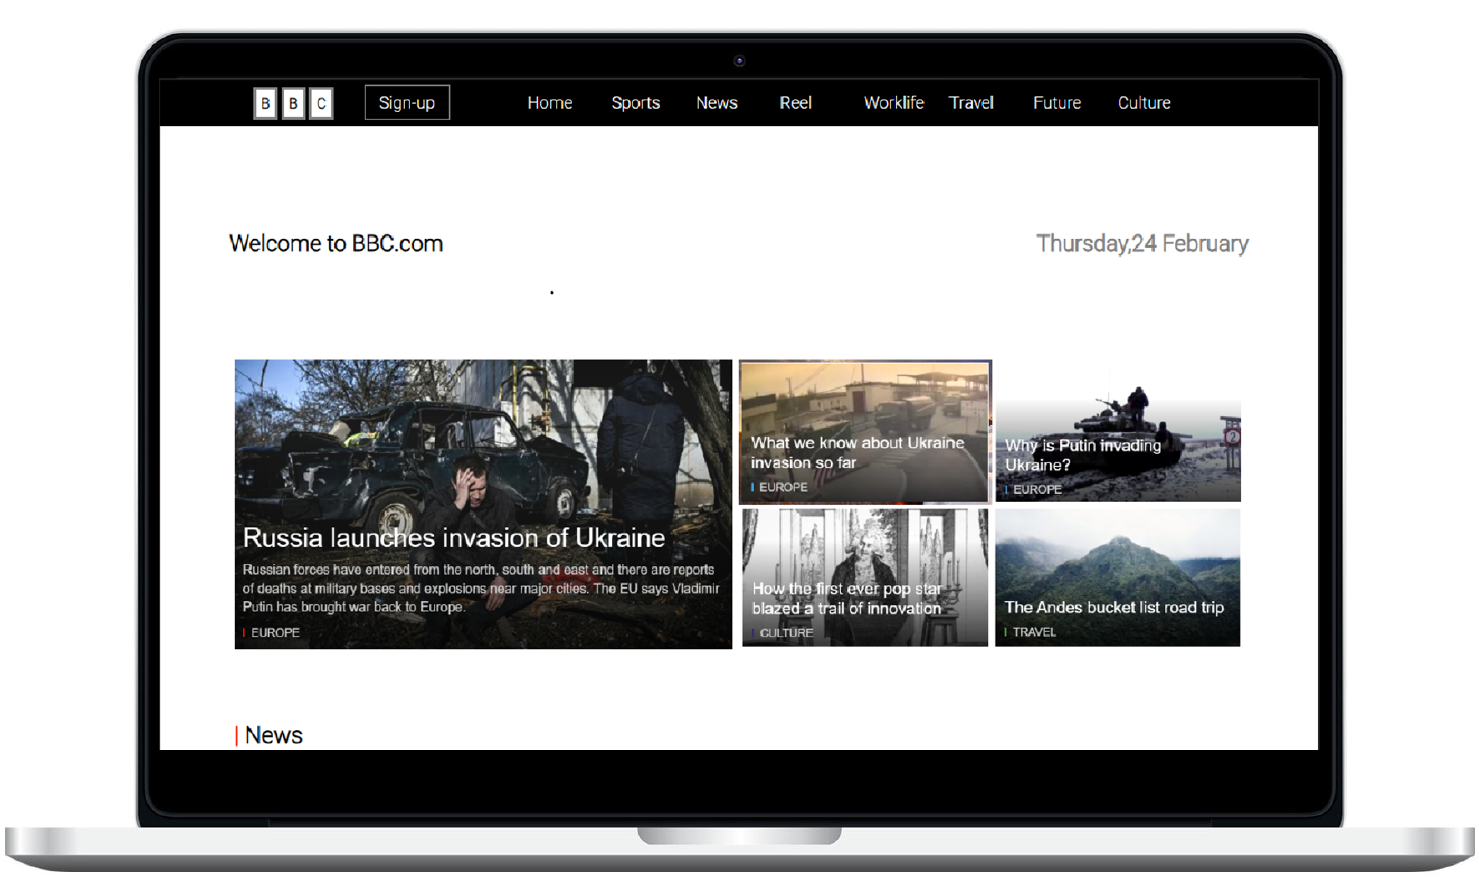 B B C Sign-up Home Sports News Reel Worklife Travel Future Culture
Welcome to BBC.com
Thursday,24 February
Russia launches invasion of Ukraine
Russian forces have entered from the north, south and east and there are reports
of deaths at military bases and explosions near major cities. The EU says Vladimir
Putin has brought war back to Europe.
EUROPE
What we know about Ukraine
invasion so far
EUROPE
Why is Putin invading
Ukraine?
EUROPE
2
How the first ever pop star
blazed a trail of innovation
CULTURE
The Andes bucket list road trip
TRAVEL
News